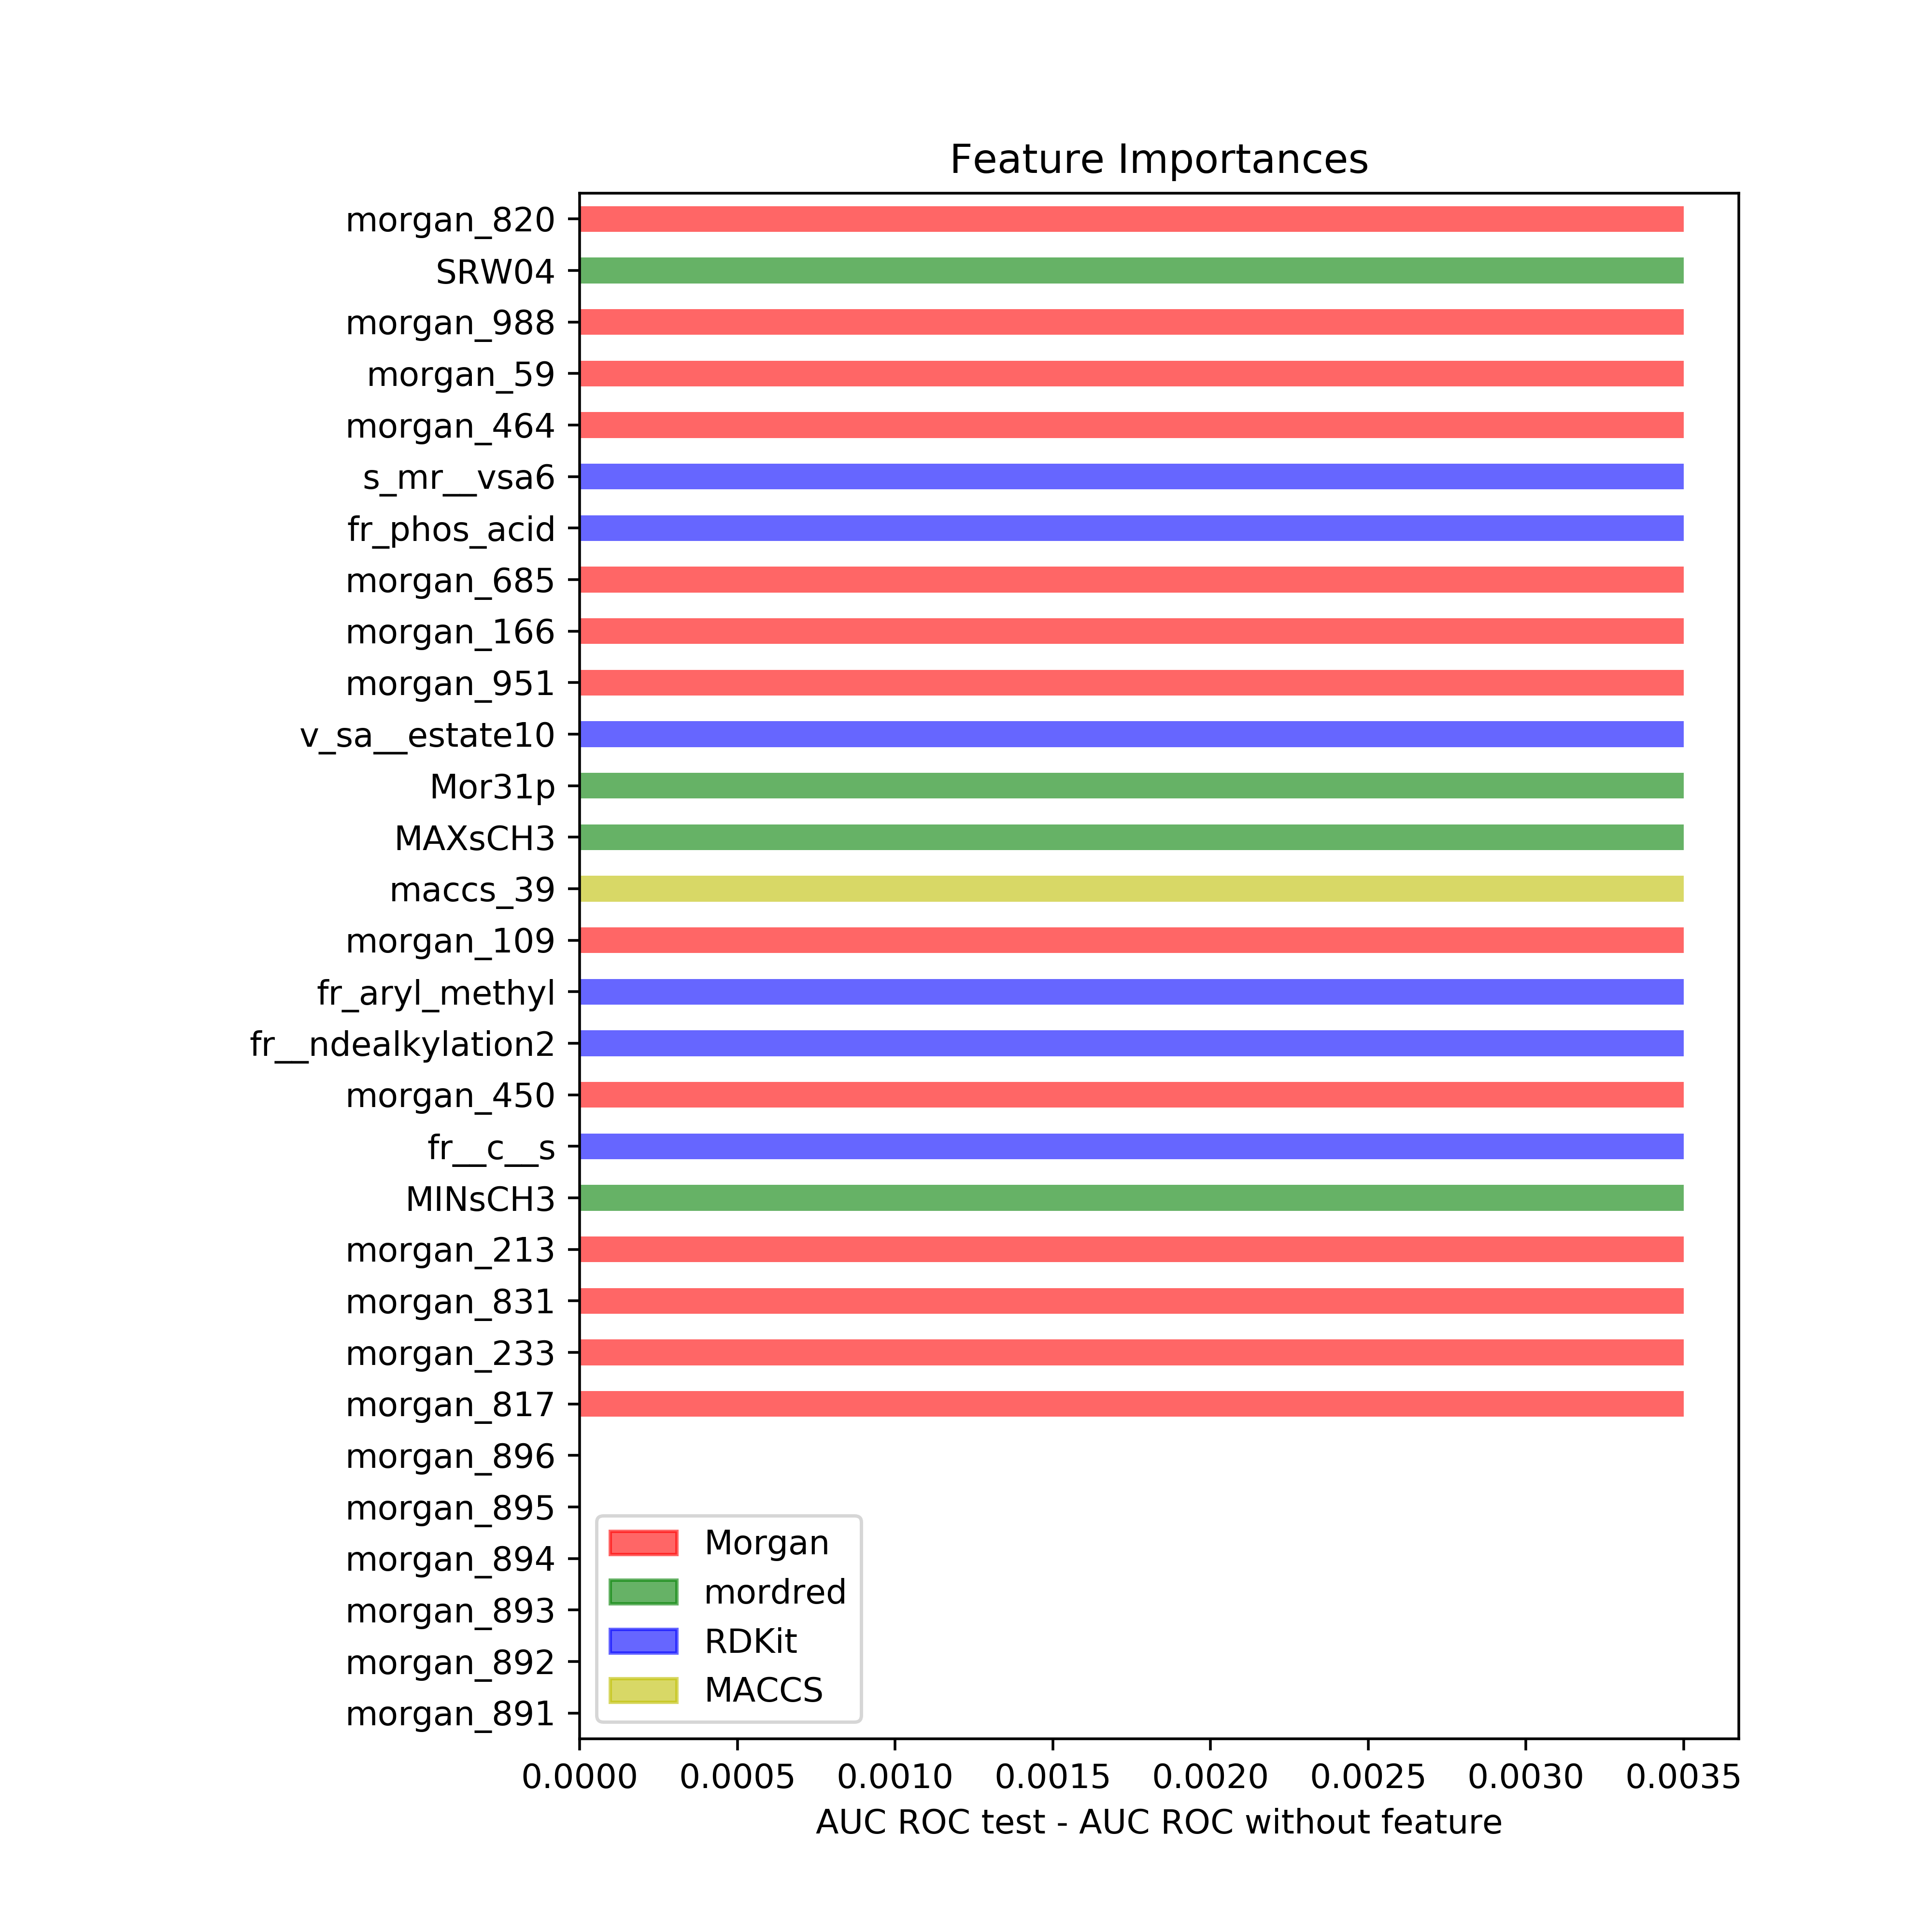 Feature Importances
morgan_820
SRW04
morgan_988
morgan_59
morgan_464
s_mr__vsa6
fr_phos_acid
morgan_685
morgan_166
morgan_951
v_sa__estate10
Mor31p
MAXsCH3
maccs_39
morgan_109
fr_aryl_methyl
fr__ndealkylation2
morgan_450
fr__c__s
MINsCH3
morgan_213
morgan_831
morgan_233
morgan_817
morgan_896
morgan_895
morgan_894
morgan_893
morgan_892
morgan_891
Morgan
mordred
RDKit
MACCS
0.0000 0.0005 0.0010 0.0015 0.0020 0.0025 0.0030 0.0035
AUC ROC test - AUC ROC without feature